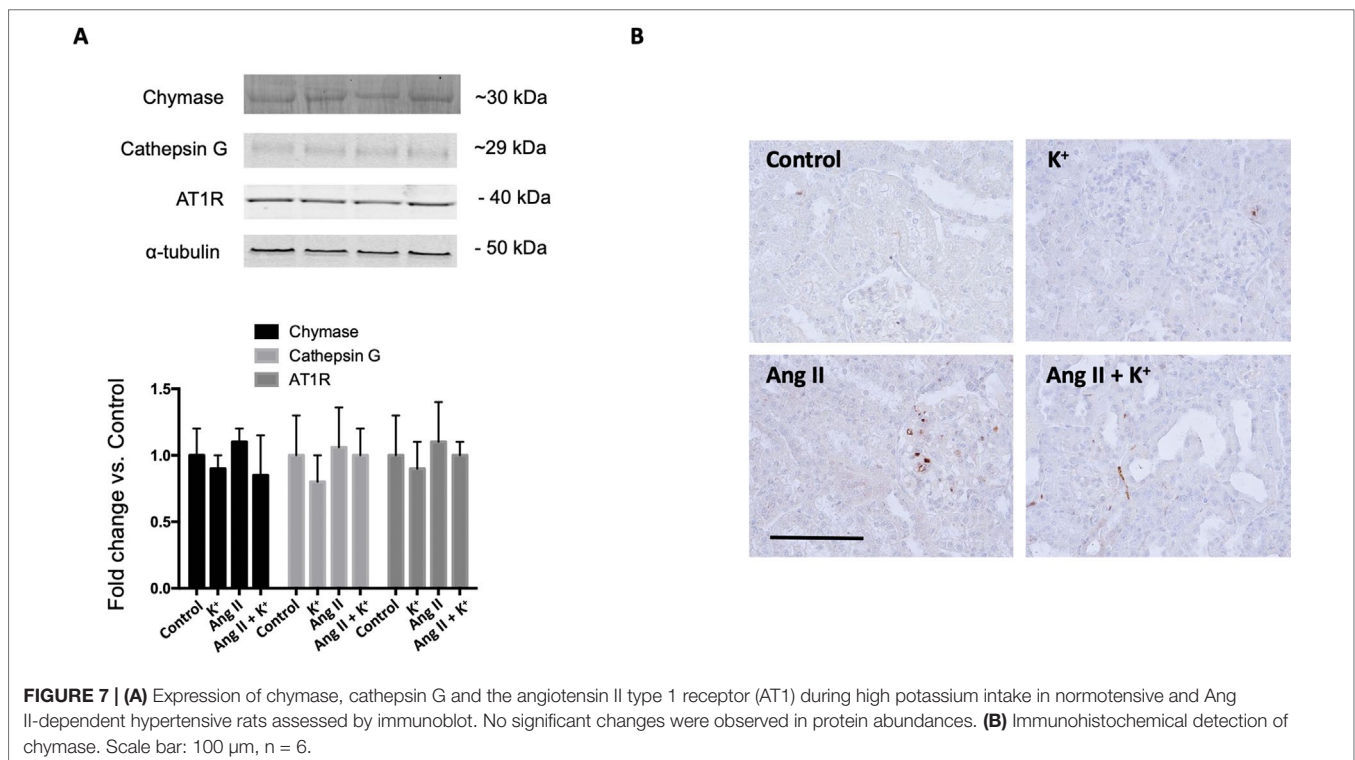 A
Chymase ~30 kDa
Cathepsin G ~29 kDa
AT1R - 40 kDa
α-tubulin - 50 kDa
Chymase
Cathepsin G
AT1R
Fold change vs. Control
1.5
1.0
0.5
0.0
Control K⁺ Ang II Ang II + K⁺ Control K⁺ Ang II Ang II + K⁺ Control K⁺ Ang II Ang II + K⁺
B
Control K⁺
Ang II Ang II + K⁺
FIGURE 7 | (A) Expression of chymase, cathepsin G and the angiotensin II type 1 receptor (AT1) during high potassium intake in normotensive and Ang
II-dependent hypertensive rats assessed by immunoblot. No significant changes were observed in protein abundances. (B) Immunohistochemical detection of
chymase. Scale bar: 100 µm, n = 6.